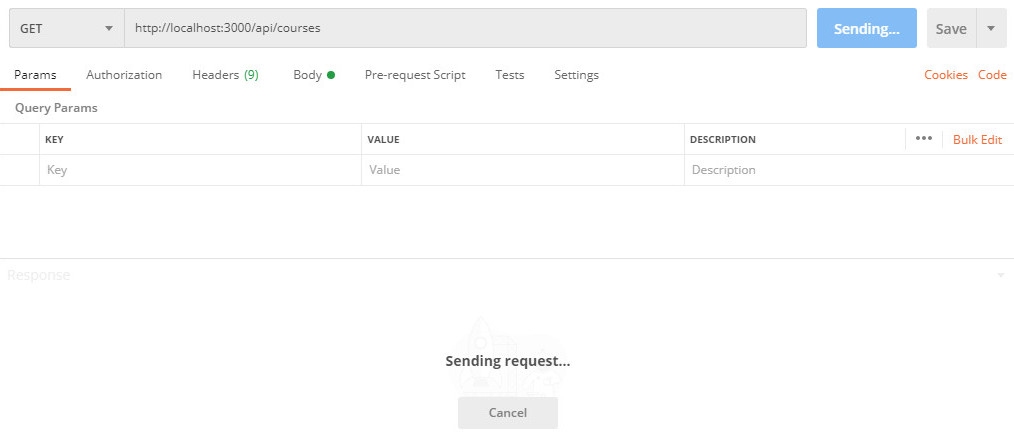 GET http://localhost:3000/api/courses Sending... Save
Params Authorization Headers (9) Body Pre-request Script Tests Settings Cookies Code
Query Params
KEY VALUE DESCRIPTION ••• Bulk Edit
Key Value Description
Response
Sending request...
Cancel